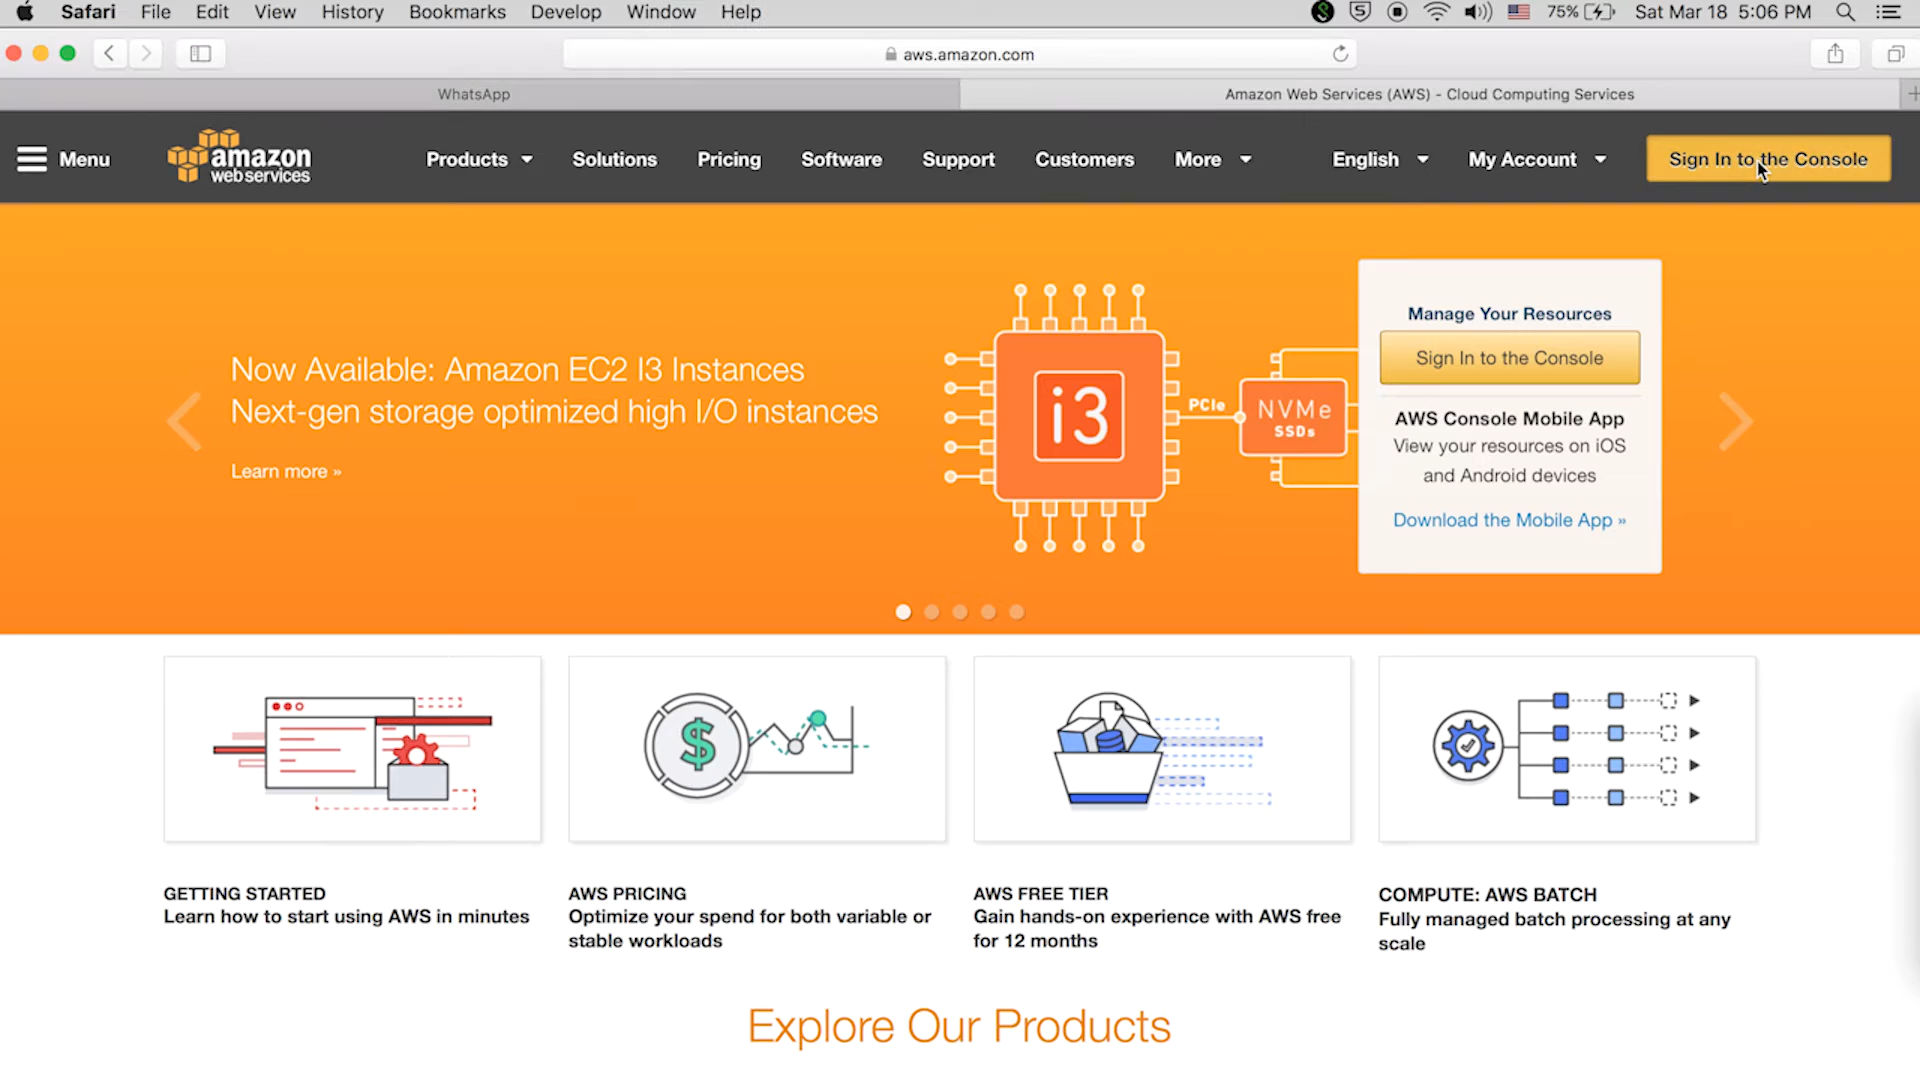 Safari File Edit View History Bookmarks Develop Window Help 75% Sat Mar 18 5:06 PM
aws.amazon.com
WhatsApp Amazon Web Services (AWS) - Cloud Computing Services
Menu amazon web services Products Solutions Pricing Software Support Customers More English My Account Sign In to the Console
Now Available: Amazon EC2 I3 Instances
Next-gen storage optimized high I/O instances
Learn more »
i3
PCIe
NVMe
SSDs
Manage Your Resources
Sign In to the Console
AWS Console Mobile App
View your resources on iOS
and Android devices
Download the Mobile App »
$
GETTING STARTED
Learn how to start using AWS in minutes
AWS PRICING
Optimize your spend for both variable or
stable workloads
AWS FREE TIER
Gain hands-on experience with AWS free
for 12 months
COMPUTE: AWS BATCH
Fully managed batch processing at any
scale
Explore Our Products